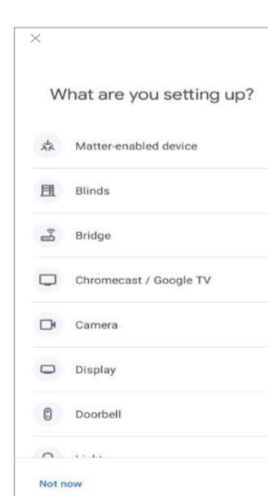 What are you setting up?
Matter-enabled device
Blinds
Bridge
Chromecast / Google TV
Camera
Display
Doorbell
Not now